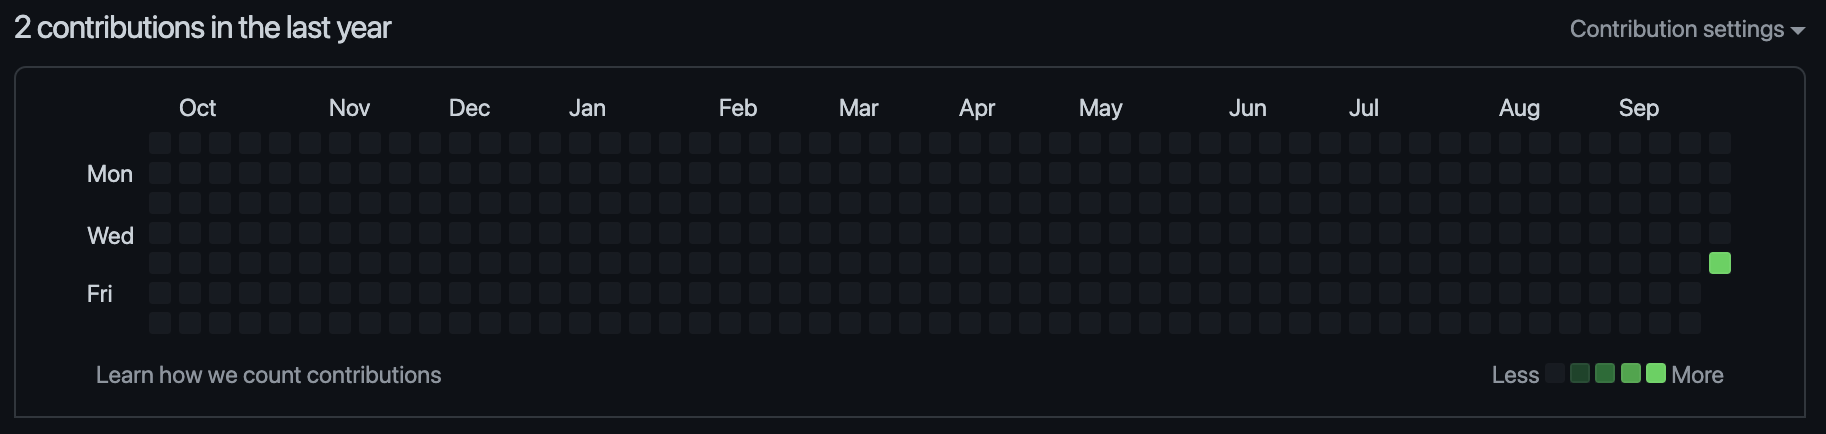 2 contributions in the last year
Contribution settings
Oct Nov Dec Jan Feb Mar Apr May Jun Jul Aug Sep
Mon
Wed
Fri
Learn how we count contributions
Less More